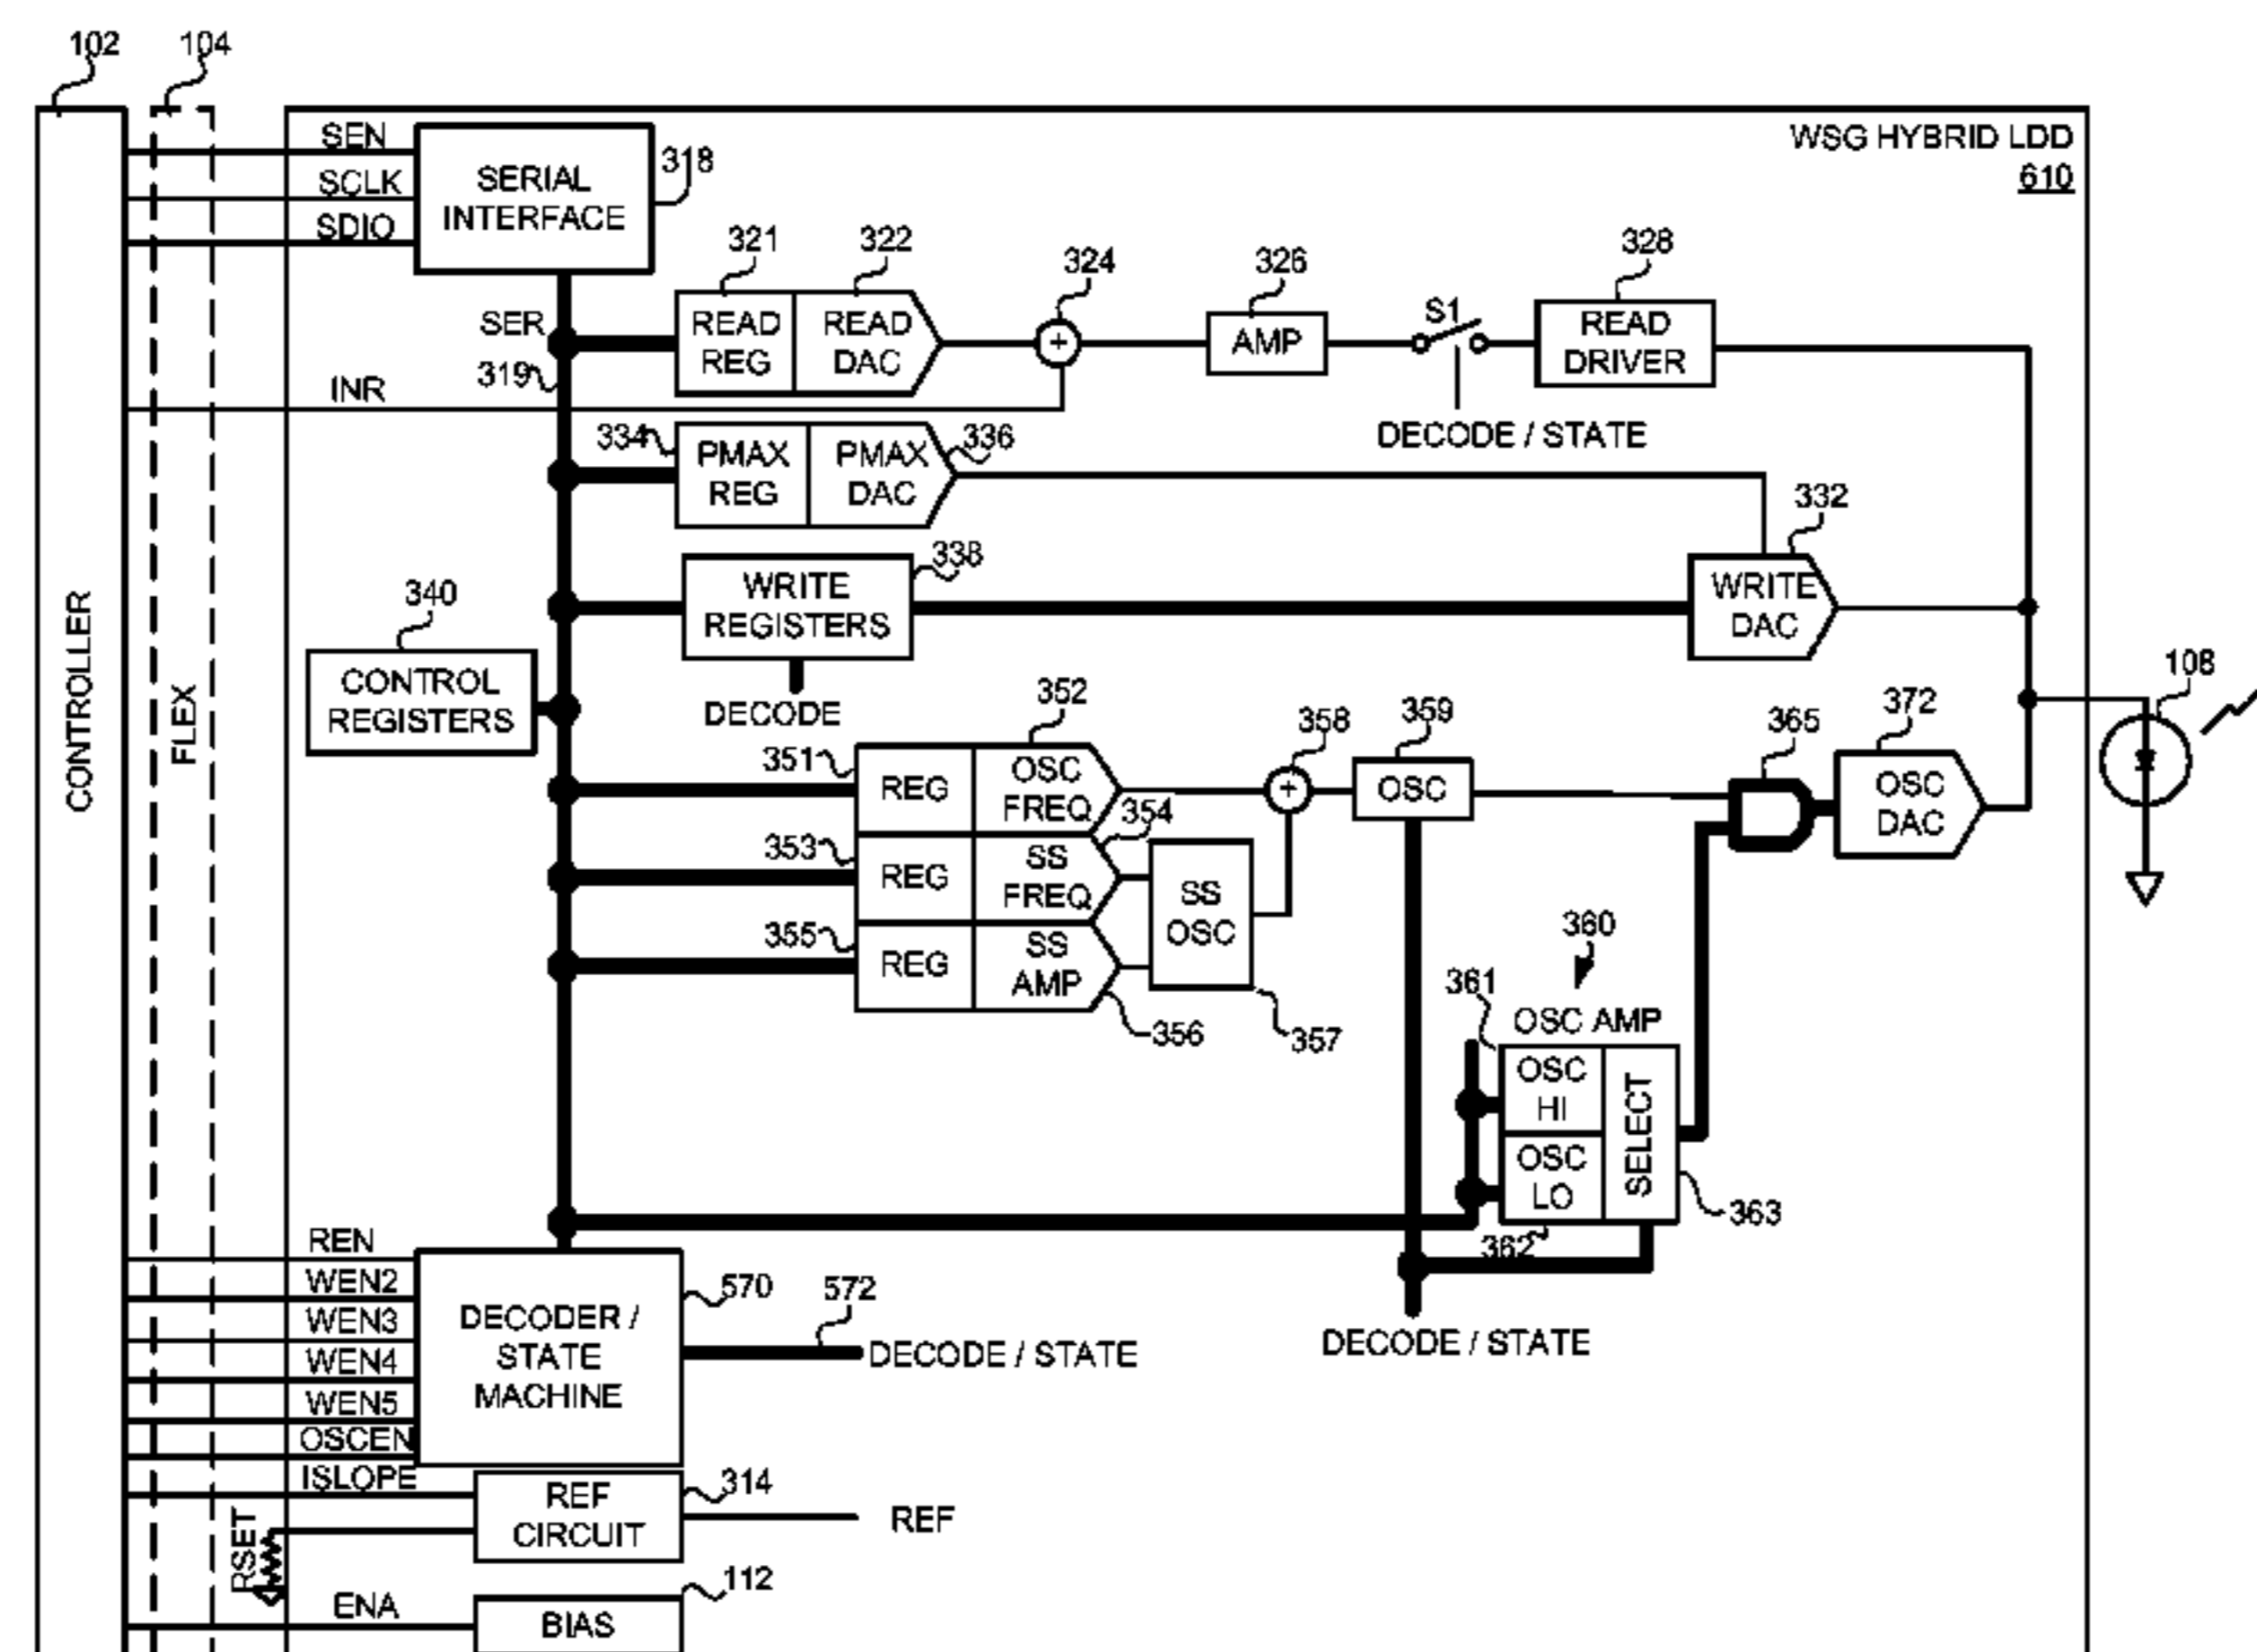 102
104
WSG HYBRID LDD
610
SEN
SCLK
SDIO
SERIAL
INTERFACE
318
321
322
324
326
328
SER
READ
REG
READ
DAC
+
AMP
S1
READ
DRIVER
319
INR
DECODE / STATE
334
PMAX
REG
PMAX
DAC
336
332
338
WRITE
REGISTERS
WRITE
DAC
DECODE
340
CONTROL
REGISTERS
CONTROLLER
FLEX
108
351
REG
352
OSC
FREQ
358
+
359
OSC
365
372
OSC
DAC
353
REG
354
SS
FREQ
355
REG
SS
AMP
356
SS
OSC
357
360
361
OSC AMP
OSC
HI
OSC
LO
SELECT
362
363
DECODE / STATE
REN
WEN2
WEN3
WEN4
WEN5
OSCEN
DECODER /
STATE
MACHINE
570
572
DECODE / STATE
ISLOPE
RSET
REF
CIRCUIT
314
REF
112
ENA
BIAS